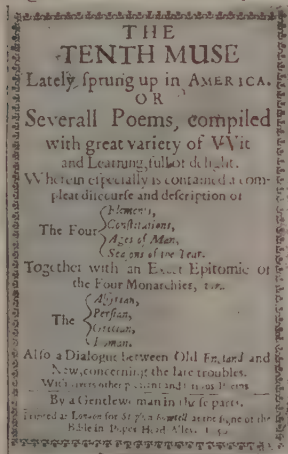 THE
TENTH MUSE
Lately ſprung up in AMERICA.
OR
Severall Poems, compiled
with great variety of VVit
and Learning, full of delight.
Wherein eſpecially is contained a com-
pleat diſcourse and deſcription of
The Four
Elements,
Conſtitutions,
Ages of Man,
Seaſons of the Year.
Together with an Exact Epitomie of
the Four Monarchies, viz.
The
Aſſyrian,
Perſian,
Grecian,
Roman.
Alſo a Dialogue between Old England and
New, concerning the late troubles.
With other pleaſant and ſerious Poems
By a Gentlewoman in theſe parts.
Printed at London for Stephen Bowtell at the ſigne of the
Bible in Popes Head-Alley.